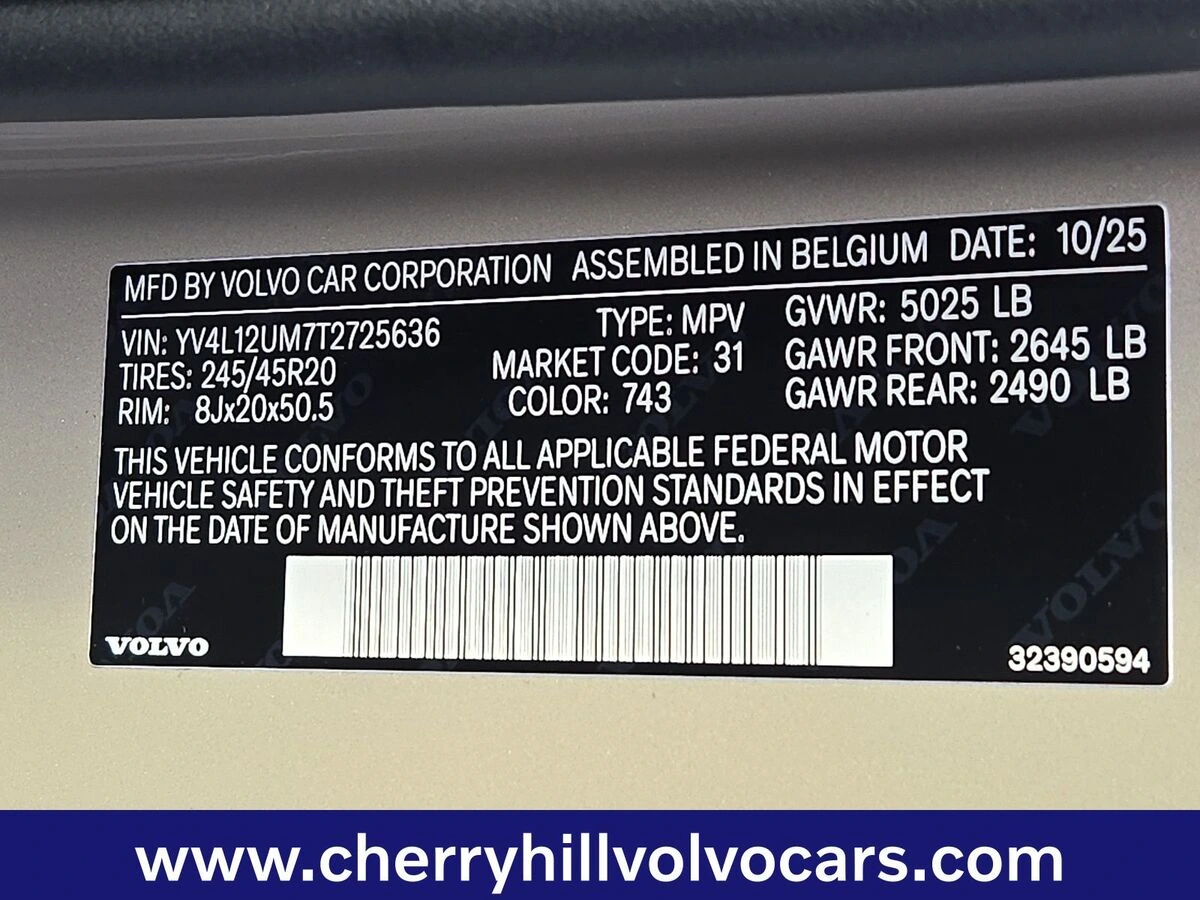 MFD BY VOLVO CAR CORPORATION ASSEMBLED IN BELGIUM DATE: 10/25
VIN: YV4L12UM7T2725636 TYPE: MPV GVWR: 5025 LB
TIRES: 245/45R20 MARKET CODE: 31 GAWR FRONT: 2645 LB
RIM: 8Jx20x50.5 COLOR: 743 GAWR REAR: 2490 LB
THIS VEHICLE CONFORMS TO ALL APPLICABLE FEDERAL MOTOR
VEHICLE SAFETY AND THEFT PREVENTION STANDARDS IN EFFECT
ON THE DATE OF MANUFACTURE SHOWN ABOVE.
VOLVO 32390594
www.cherryhillvolvocars.com